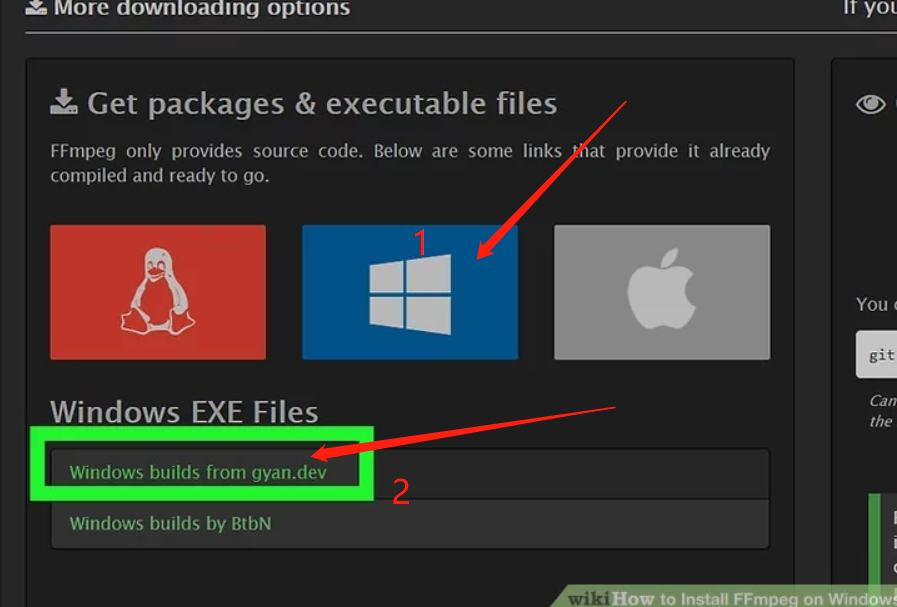 More downloading options
If you
Get packages & executable files
FFmpeg only provides source code. Below are some links that provide it already
compiled and ready to go.
1
You
git
Can
the
Windows EXE Files
Windows builds from gyan.dev
2
Windows builds by BtbN
wikiHow to Install FFmpeg on Windows